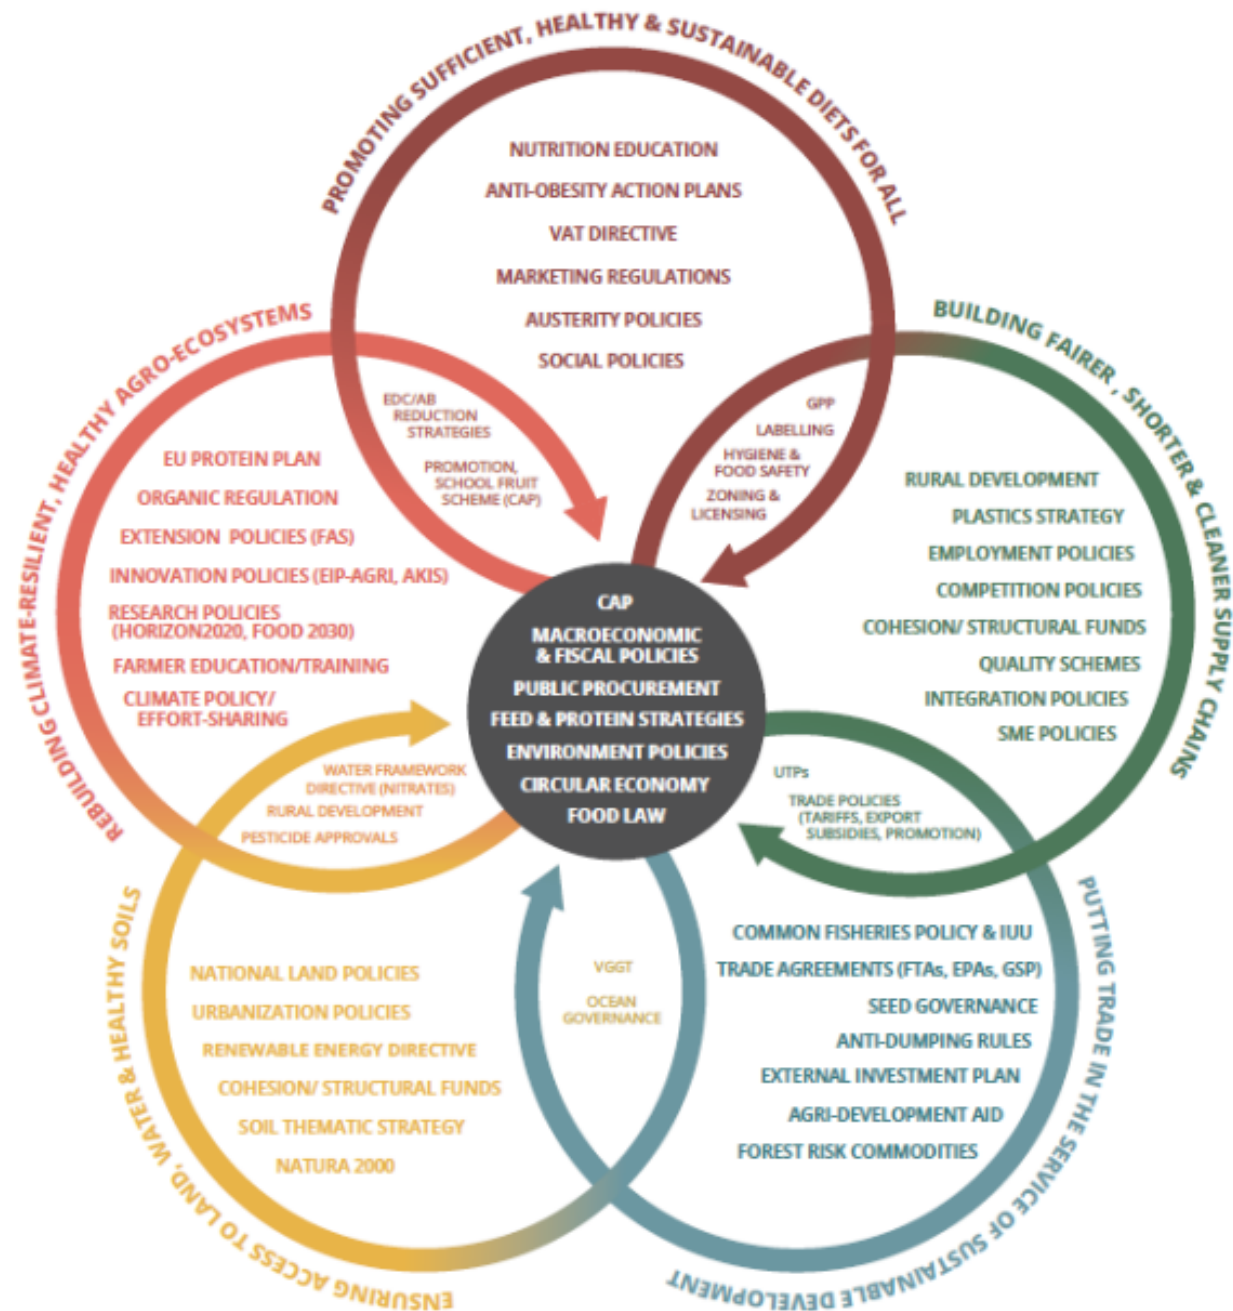 PROMOTING SUFFICIENT, HEALTHY & SUSTAINABLE DIETS FOR ALL
NUTRITION EDUCATION
ANTI-OBESITY ACTION PLANS
VAT DIRECTIVE
MARKETING REGULATIONS
AUSTERITY POLICIES
SOCIAL POLICIES
GPP
LABELLING
HYGIENE &
FOOD SAFETY
ZONING &
LICENSING
BUILDING FAIRER , SHORTER & CLEANER SUPPLY CHAINS
RURAL DEVELOPMENT
PLASTICS STRATEGY
EMPLOYMENT POLICIES
COMPETITION POLICIES
COHESION/ STRUCTURAL FUNDS
QUALITY SCHEMES
INTEGRATION POLICIES
SME POLICIES
UTPs
TRADE POLICIES
(TARIFFS, EXPORT
SUBSIDIES, PROMOTION)
PUTTING TRADE IN THE SERVICE OF SUSTAINABLE DEVELOPMENT
COMMON FISHERIES POLICY & IUU
TRADE AGREEMENTS (FTAs, EPAs, GSP)
SEED GOVERNANCE
ANTI-DUMPING RULES
EXTERNAL INVESTMENT PLAN
AGRI-DEVELOPMENT AID
FOREST RISK COMMODITIES
VGGT
OCEAN
GOVERNANCE
ENSURING ACCESS TO LAND, WATER & HEALTHY SOILS
NATIONAL LAND POLICIES
URBANIZATION POLICIES
RENEWABLE ENERGY DIRECTIVE
COHESION/ STRUCTURAL FUNDS
SOIL THEMATIC STRATEGY
NATURA 2000
WATER FRAMEWORK
DIRECTIVE (NITRATES)
RURAL DEVELOPMENT
PESTICIDE APPROVALS
REBUILDING CLIMATE-RESILIENT, HEALTHY AGRO-ECOSYSTEMS
EU PROTEIN PLAN
ORGANIC REGULATION
EXTENSION POLICIES (FAS)
INNOVATION POLICIES (EIP-AGRI, AKIS)
RESEARCH POLICIES
(HORIZON2020, FOOD 2030)
FARMER EDUCATION/TRAINING
CLIMATE POLICY/
EFFORT-SHARING
EDC/AB
REDUCTION
STRATEGIES
PROMOTION,
SCHOOL FRUIT
SCHEME (CAP)
CAP
MACROECONOMIC
& FISCAL POLICIES
PUBLIC PROCUREMENT
FEED & PROTEIN STRATEGIES
ENVIRONMENT POLICIES
CIRCULAR ECONOMY
FOOD LAW